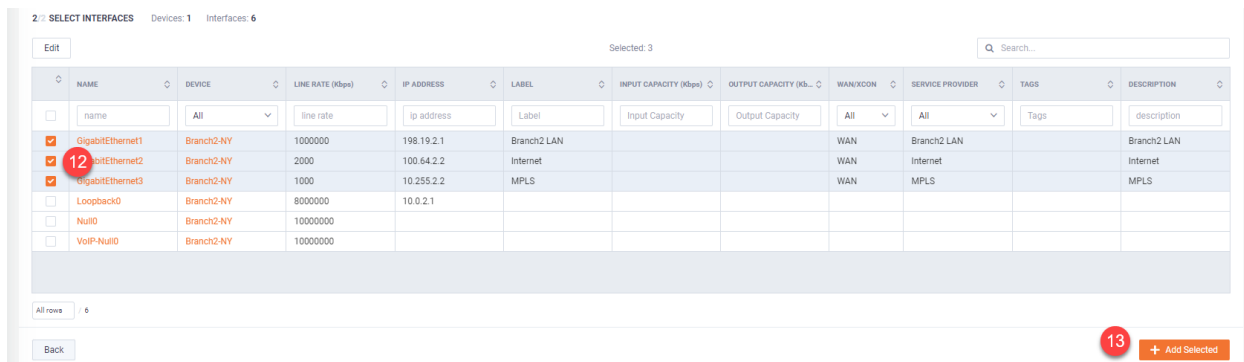 2/2 SELECT INTERFACES Devices: 1 Interfaces: 6
Edit Selected: 3 Search...
NAME DEVICE LINE RATE (Kbps) IP ADDRESS LABEL INPUT CAPACITY (Kbps) OUTPUT CAPACITY (Kb... WAN/XCON SERVICE PROVIDER TAGS DESCRIPTION
name All line rate ip address Label Input Capacity Output Capacity All All Tags description
GigabitEthernet1 Branch2-NY 1000000 198.19.2.1 Branch2 LAN WAN Branch2 LAN Branch2 LAN
12 abitEthernet2 Branch2-NY 2000 100.64.2.2 Internet WAN Internet Internet
GigabitEthernet3 Branch2-NY 1000 10.255.2.2 MPLS WAN MPLS MPLS
Loopback0 Branch2-NY 8000000 10.0.2.1
Null0 Branch2-NY 10000000
VoIP-Null0 Branch2-NY 10000000
All rows / 6
Back 13 + Add Selected